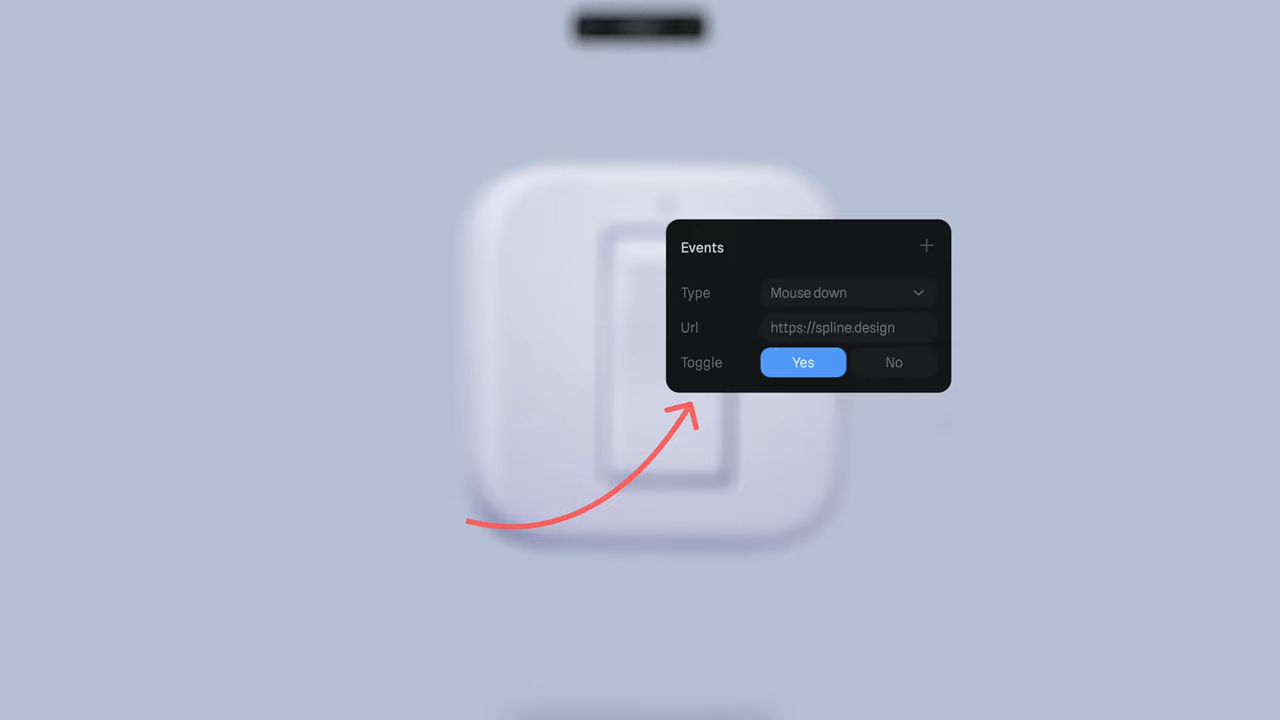 Events
Type Mouse down
Url https://spline.design
Toggle Yes No